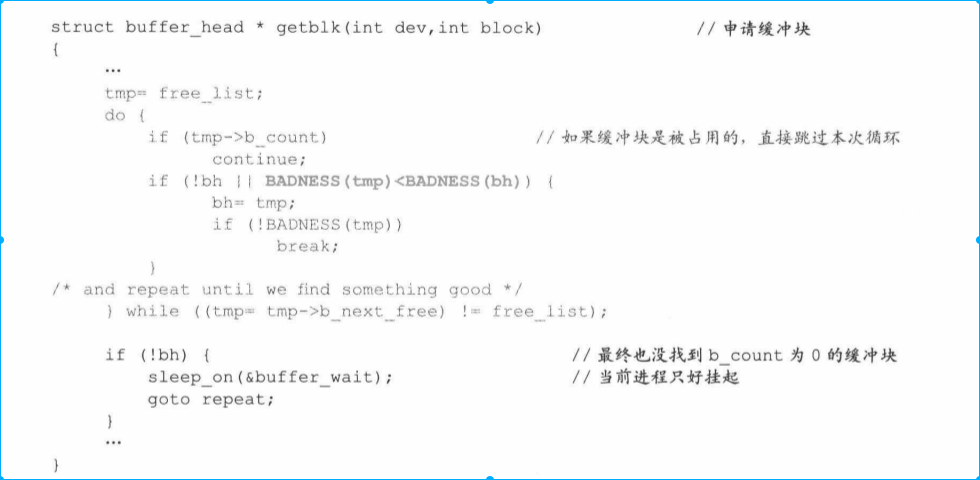 struct buffer_head * getblk(int dev,int block) // 申请缓冲块
{
…
tmp= free_list;
do {
if (tmp->b_count) // 如果缓冲块是被占用的，直接跳过本次循环
continue;
if (!bh || BADNESS(tmp)<BADNESS(bh)) {
bh= tmp;
if (!BADNESS(tmp))
break;
}
/* and repeat until we find something good */
} while ((tmp= tmp->b_next_free) != free_list);
if (!bh) { // 最终也没找到 b_count 为 0 的缓冲块
sleep_on(&buffer_wait); // 当前进程只好挂起
goto repeat;
}
…
}